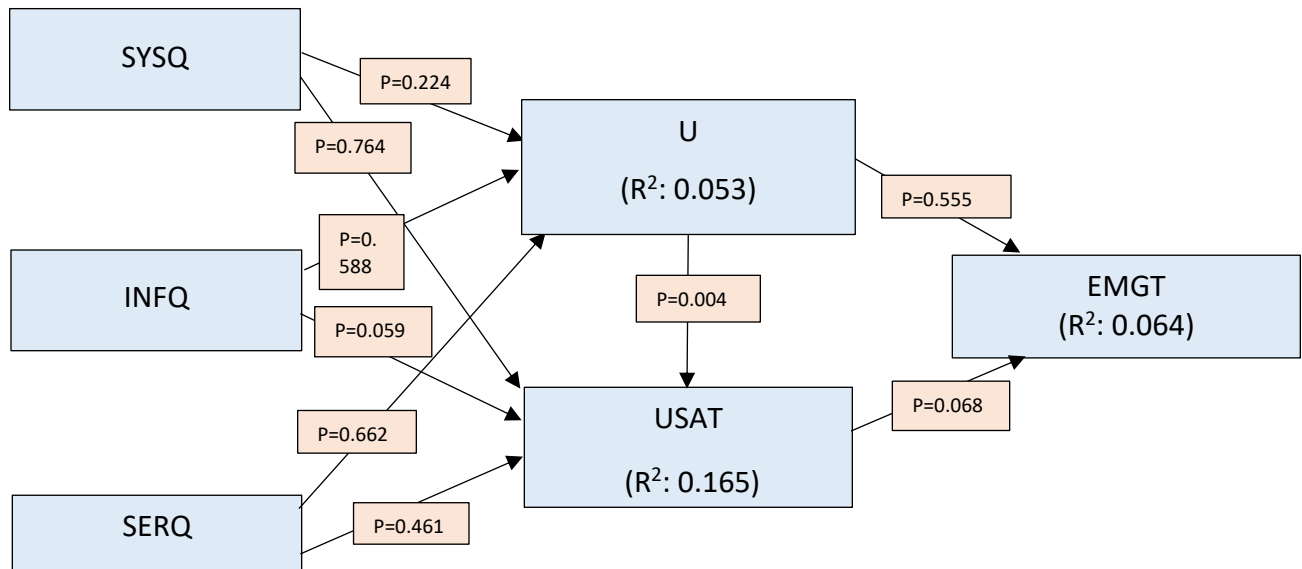 SYSQ
P=0.224
P=0.764
U
(R²: 0.053)
P=0.555
P=0.
588
INFQ
P=0.059
P=0.004
EMGT
(R²: 0.064)
P=0.662
USAT
(R²: 0.165)
P=0.068
SERQ
P=0.461